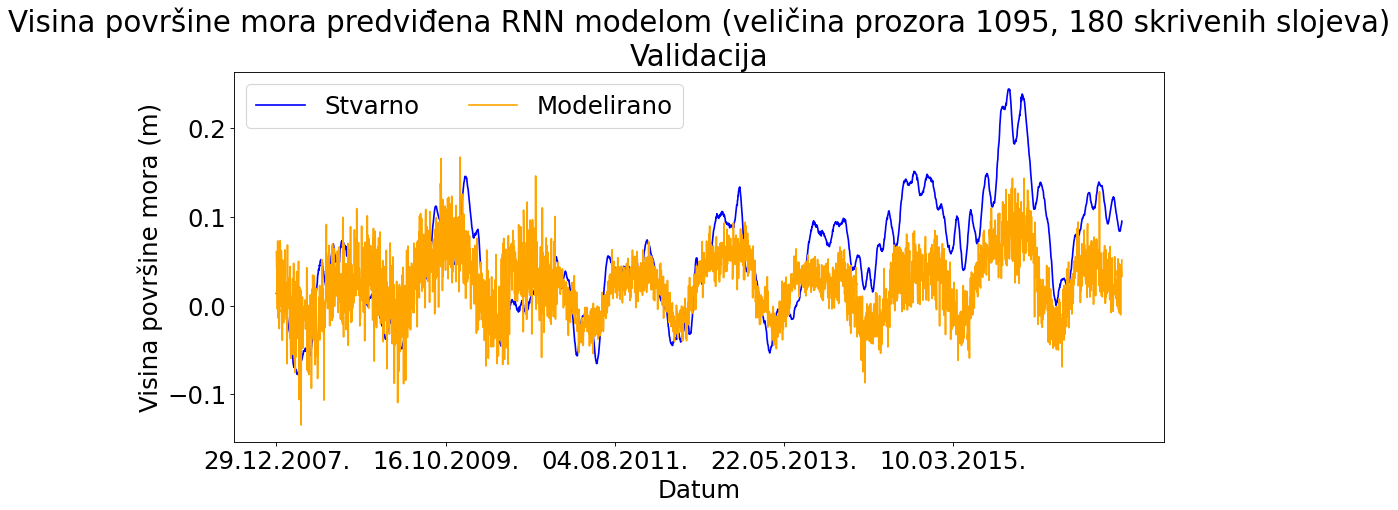 Visina površine mora predviđena RNN modelom (veličina prozora 1095, 180 skrivenih slojeva)
Validacija
Stvarno Modelirano
Visina površine mora (m)
0.2
0.1
0.0
−0.1
29.12.2007. 16.10.2009. 04.08.2011. 22.05.2013. 10.03.2015.
Datum